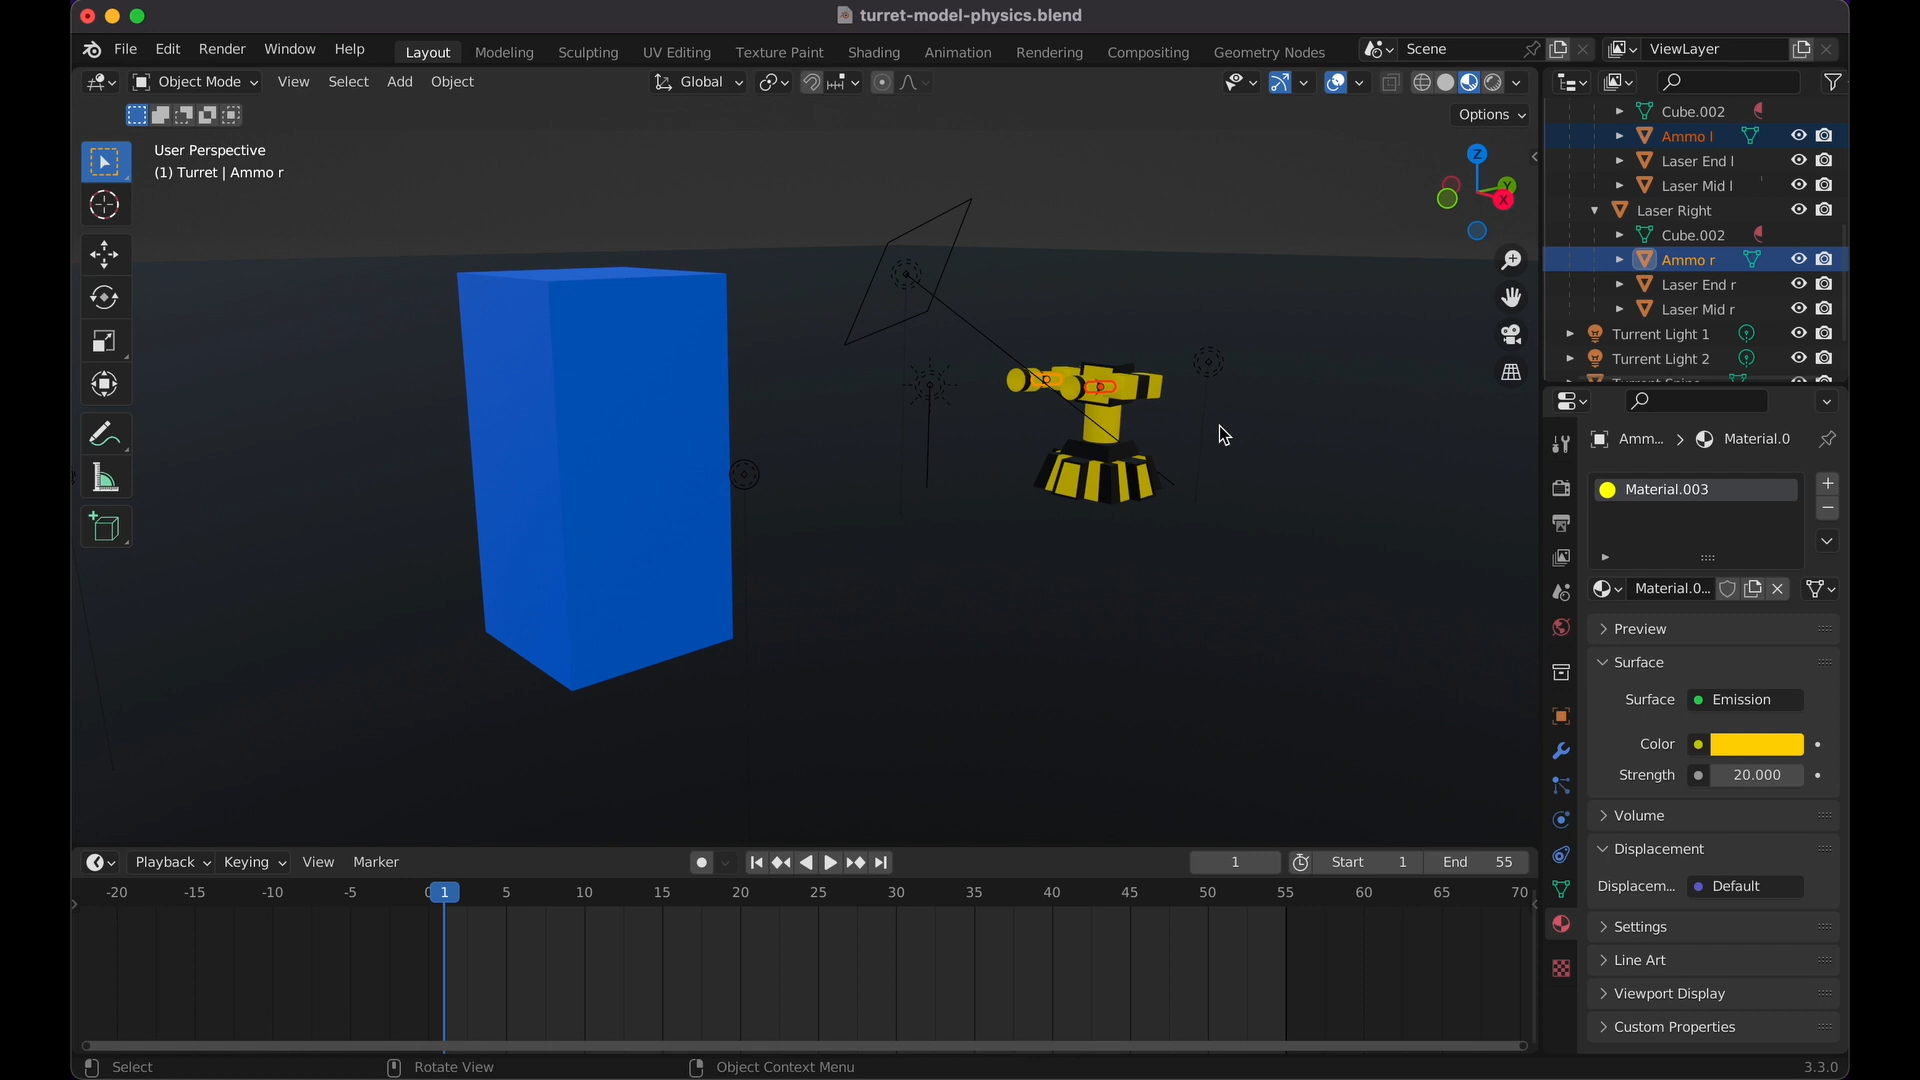 turret-model-physics.blend
File Edit Render Window Help Layout Modeling Sculpting UV Editing Texture Paint Shading Animation Rendering Compositing Geometry Nodes Scene ViewLayer
Object Mode View Select Add Object Global
Options
User Perspective
(1) Turret | Ammo r
Z
Y
X
Cube.002
Ammo l
Laser End l
Laser Mid l
Laser Right
Cube.002
Ammo r
Laser End r
Laser Mid r
Turrent Light 1
Turrent Light 2
Amm... Material.0
Material.003
Material.0...
Preview
Surface
Surface Emission
Color
Strength 20.000
Volume
Displacement
Displacem... Default
Settings
Line Art
Viewport Display
Custom Properties
Playback Keying View Marker 1 Start 1 End 55
-20 -15 -10 -5 0 1 5 10 15 20 25 30 35 40 45 50 55 60 65 70
Select Rotate View Object Context Menu 3.3.0